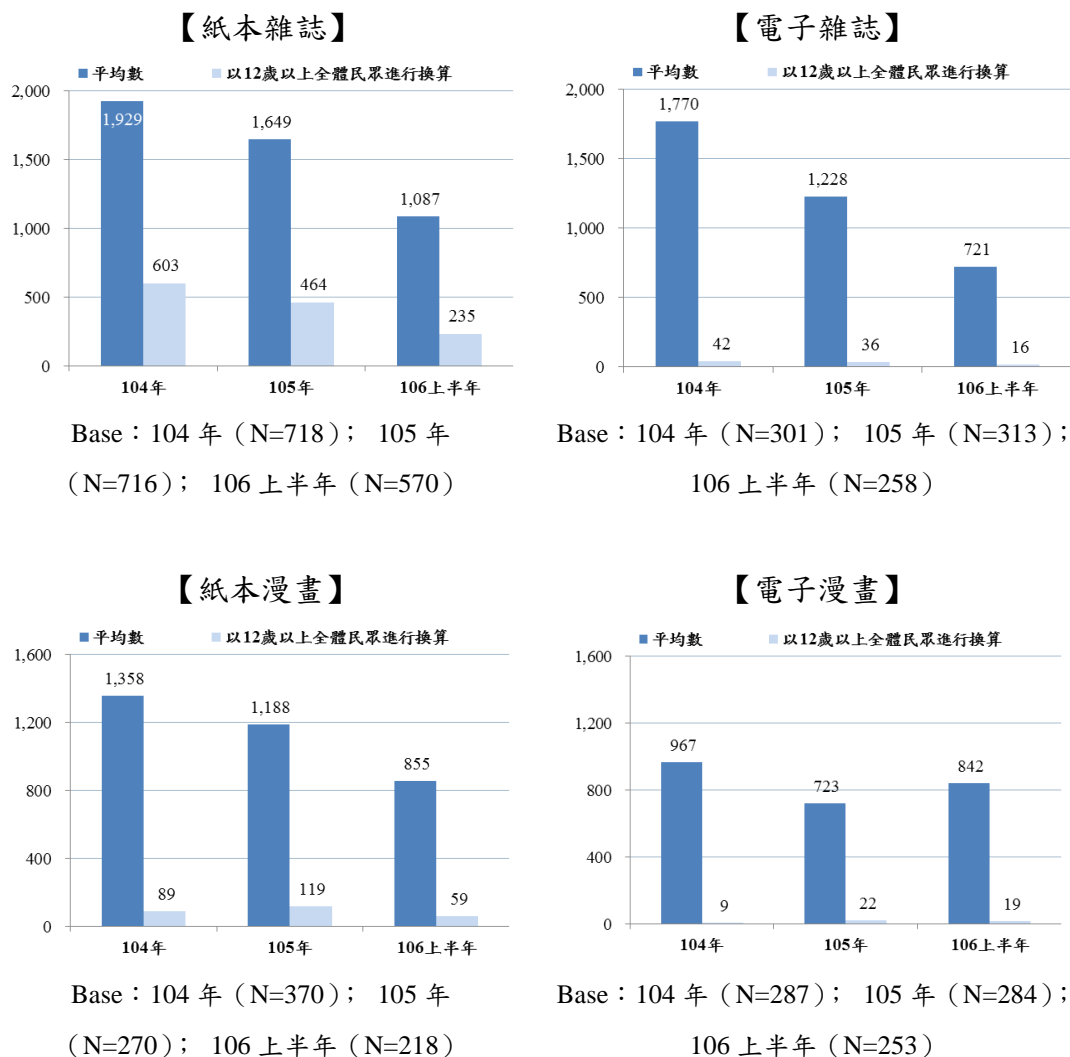 【紙本雜誌】
平均數 以12歲以上全體民眾進行換算
2,000
1,500
1,000
500
0
1,929
603
1,649
464
1,087
235
104年 105年 106上半年
Base：104 年（N=718）； 105 年
（N=716）； 106 上半年（N=570）
【電子雜誌】
平均數 以12歲以上全體民眾進行換算
2,000
1,500
1,000
500
0
1,770
42
1,228
36
721
16
104年 105年 106上半年
Base：104 年（N=301）； 105 年（N=313）；
106 上半年（N=258）
【紙本漫畫】
平均數 以12歲以上全體民眾進行換算
1,600
1,200
800
400
0
1,358
89
1,188
119
855
59
104年 105年 106上半年
Base：104 年（N=370）； 105 年
（N=270）； 106 上半年（N=218）
【電子漫畫】
平均數 以12歲以上全體民眾進行換算
1,600
1,200
800
400
0
967
9
723
22
842
19
104年 105年 106上半年
Base：104 年（N=287）； 105 年（N=284）；
106 上半年（N=253）